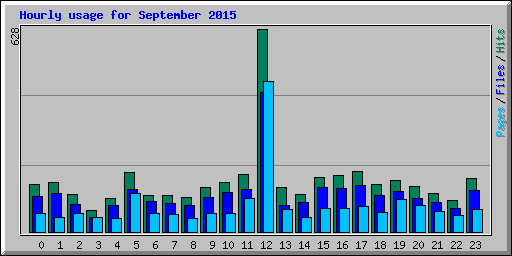 Hourly usage for September 2015
628
Pages / Files / Hits
0 1 2 3 4 5 6 7 8 9 10 11 12 13 14 15 16 17 18 19 20 21 22 23